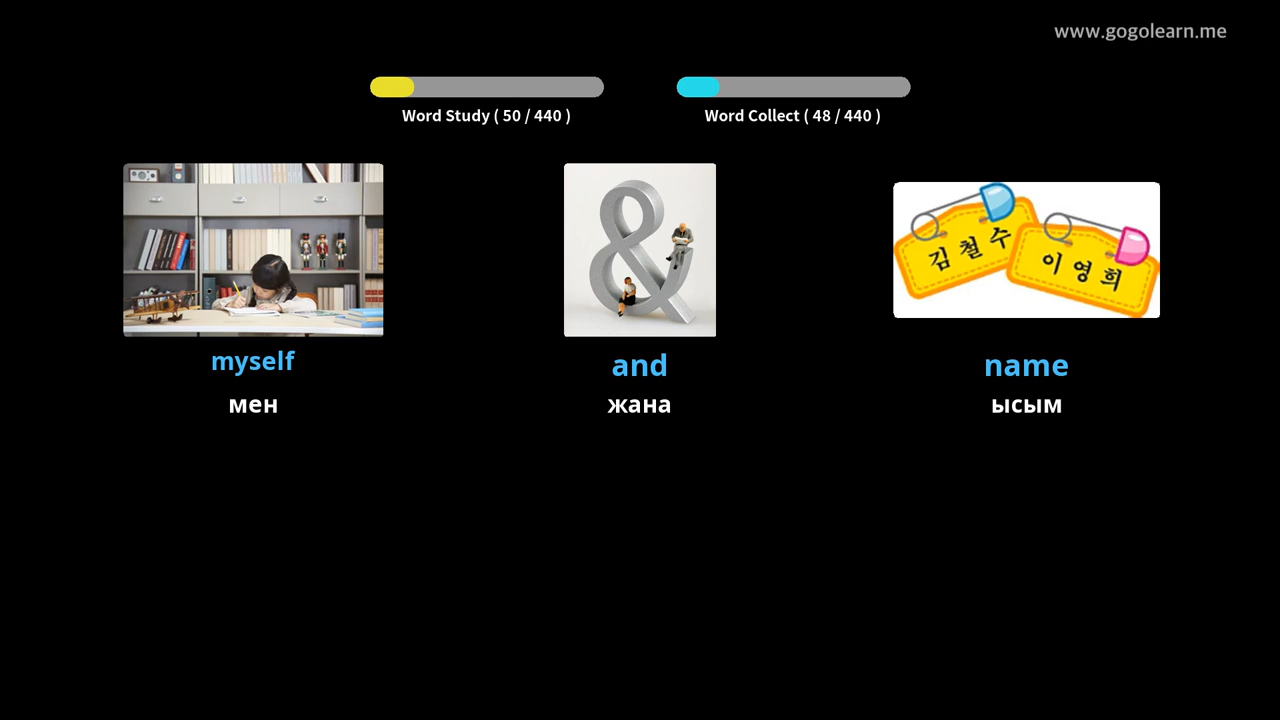 www.gogolearn.me
Word Study ( 50 / 440 )
Word Collect ( 48 / 440 )
김철수
이영희
myself
and
name
мен
жана
ысым